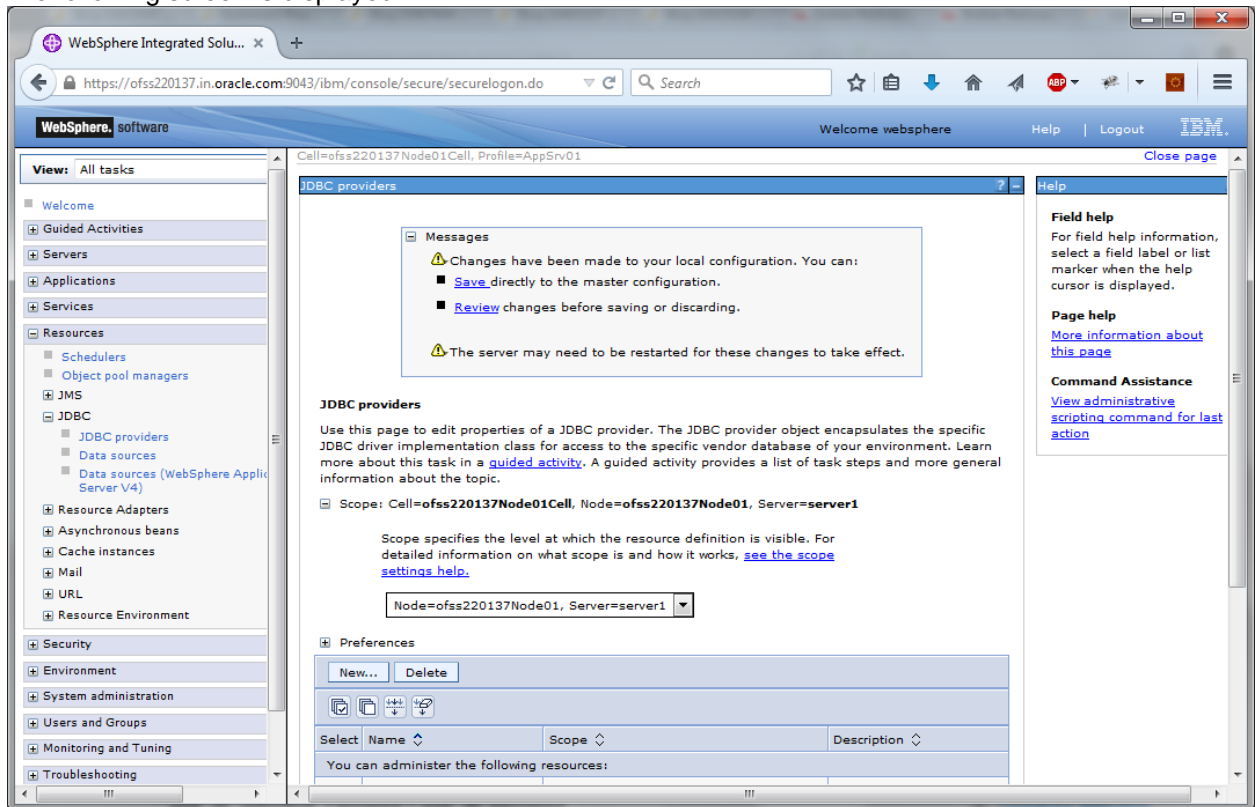 WebSphere Integrated Solu... × +
https://ofss220137.in.oracle.com:9043/ibm/console/secure/securelogon.do
Search
ABP
WebSphere. software
Welcome websphere
Help | Logout
IBM.
View: All tasks
Welcome
Guided Activities
Servers
Applications
Services
Resources
Schedulers
Object pool managers
JMS
JDBC
JDBC providers
Data sources
Data sources (WebSphere Applic
Server V4)
Resource Adapters
Asynchronous beans
Cache instances
Mail
URL
Resource Environment
Security
Environment
System administration
Users and Groups
Monitoring and Tuning
Troubleshooting
Cell=ofss220137Node01Cell, Profile=AppSrv01
Close page
JDBC providers ? -
Messages
Changes have been made to your local configuration. You can:
Save directly to the master configuration.
Review changes before saving or discarding.
The server may need to be restarted for these changes to take effect.
JDBC providers
Use this page to edit properties of a JDBC provider. The JDBC provider object encapsulates the specific
JDBC driver implementation class for access to the specific vendor database of your environment. Learn
more about this task in a guided activity. A guided activity provides a list of task steps and more general
information about the topic.
Scope: Cell=ofss220137Node01Cell, Node=ofss220137Node01, Server=server1
Scope specifies the level at which the resource definition is visible. For
detailed information on what scope is and how it works, see the scope
settings help.
Node=ofss220137Node01, Server=server1
Preferences
New... Delete
Select Name Scope Description
You can administer the following resources:
Help
Field help
For field help information,
select a field label or list
marker when the help
cursor is displayed.
Page help
More information about
this page
Command Assistance
View administrative
scripting command for last
action